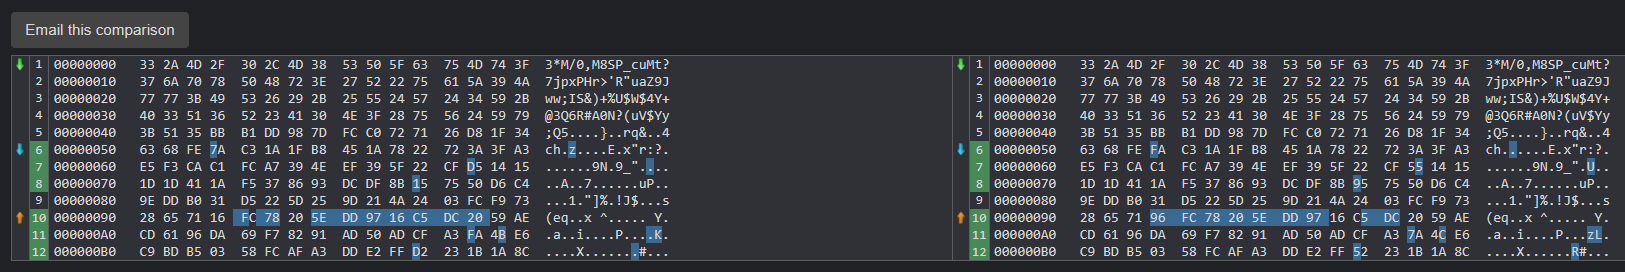 Email this comparison
1 00000000 33 2A 4D 2F 30 2C 4D 38 53 50 5F 63 75 4D 74 3F 3*M/0,M8SP_cuMt?
2 00000010 37 6A 70 78 50 48 72 3E 27 52 22 75 61 5A 39 4A 7jpxPHr>'R"uaZ9J
3 00000020 77 77 3B 49 53 26 29 2B 25 55 24 57 24 34 59 2B ww;IS&)+%U$W$4Y+
4 00000030 40 33 51 36 52 23 41 30 4E 3F 28 75 56 24 59 79 @3Q6R#A0N?(uV$Yy
5 00000040 3B 51 35 BB B1 DD 98 7D FC C0 72 71 26 D8 1F 34 ;Q5....}..rq&..4
6 00000050 63 68 FE 7A C3 A1 1F B8 45 1A 78 22 72 3A 3F A3 ch.z....E.x"r:?.
7 00000060 E5 F3 CA C1 FC A7 39 4E EF 39 5F 22 CF D5 14 15 ......9N.9_"....
8 00000070 1D 1D 41 1A F5 37 86 93 DC DF 8B 15 75 50 D6 C4 ..A..7......uP..
9 00000080 9E DD B0 31 D5 22 5D 25 9D 21 4A 24 03 FC F9 73 ...1."]%.!J$...s
10 00000090 28 65 71 16 FC 78 20 5E DD 97 16 C5 DC 20 59 AE (eq..x ^..... Y.
11 000000A0 CD 61 96 DA 69 F7 82 91 AD 50 AD CF A3 FA 4B E6 .a..i....P....K.
12 000000B0 C9 BD B5 03 58 FC AF A3 DD E2 FF D2 23 1B 1A 8C ....X.......#...
1 00000000 33 2A 4D 2F 30 2C 4D 38 53 50 5F 63 75 4D 74 3F 3*M/0,M8SP_cuMt?
2 00000010 37 6A 70 78 50 48 72 3E 27 52 22 75 61 5A 39 4A 7jpxPHr>'R"uaZ9J
3 00000020 77 77 3B 49 53 26 29 2B 25 55 24 57 24 34 59 2B ww;IS&)+%U$W$4Y+
4 00000030 40 33 51 36 52 23 41 30 4E 3F 28 75 56 24 59 79 @3Q6R#A0N?(uV$Yy
5 00000040 3B 51 35 BB B1 DD 98 7D FC C0 72 71 26 D8 1F 34 ;Q5....}..rq&..4
6 00000050 63 68 FE FA C3 A1 1F B8 45 1A 78 22 72 3A 3F A3 ch......E.x"r:?.
7 00000060 E5 F3 CA C1 FC A7 39 4E EF 39 5F 22 CF 55 14 15 ......9N.9_".U..
8 00000070 1D 1D 41 1A F5 37 86 93 DC DF 8B 95 75 50 D6 C4 ..A..7......uP..
9 00000080 9E DD B0 31 D5 22 5D 25 9D 21 4A 24 03 FC F9 73 ...1."]%.!J$...s
10 00000090 28 65 71 96 FC 78 20 5E DD 97 16 C5 DC 20 59 AE (eq..x ^..... Y.
11 000000A0 CD 61 96 DA 69 F7 82 91 AD 50 AD CF A3 7A 4C E6 .a..i....P...zL.
12 000000B0 C9 BD B5 03 58 FC AF A3 DD E2 FF 52 23 1B 1A 8C ....X......R#...